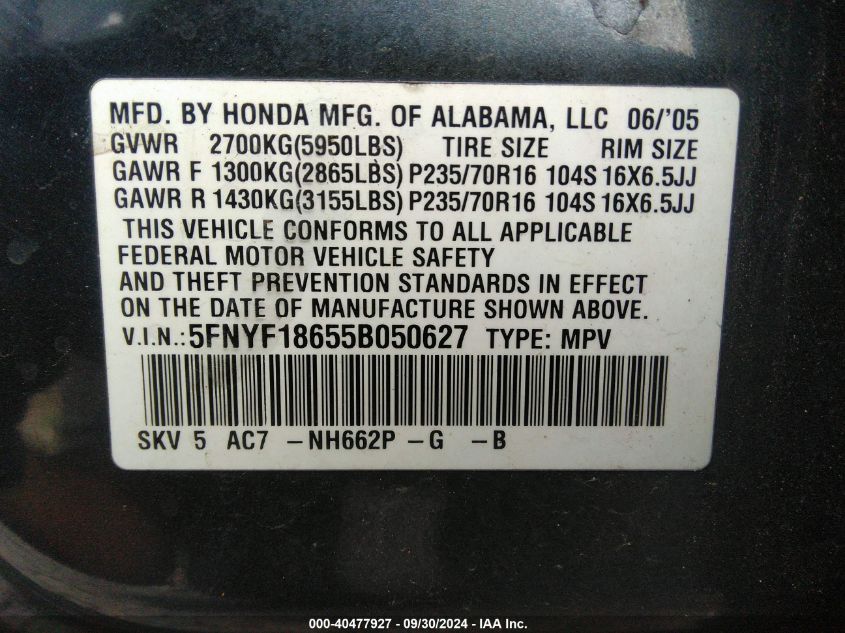 MFD. BY HONDA MFG. OF ALABAMA, LLC 06/'05
GVWR 2700KG(5950LBS) TIRE SIZE RIM SIZE
GAWR F 1300KG(2865LBS) P235/70R16 104S 16X6.5JJ
GAWR R 1430KG(3155LBS) P235/70R16 104S 16X6.5JJ
THIS VEHICLE CONFORMS TO ALL APPLICABLE
FEDERAL MOTOR VEHICLE SAFETY
AND THEFT PREVENTION STANDARDS IN EFFECT
ON THE DATE OF MANUFACTURE SHOWN ABOVE.
V.I.N.:5FNYF18655B050627 TYPE: MPV
SKV 5 AC7 -NH662P -G -B
000-40477927 - 09/30/2024 - IAA Inc.